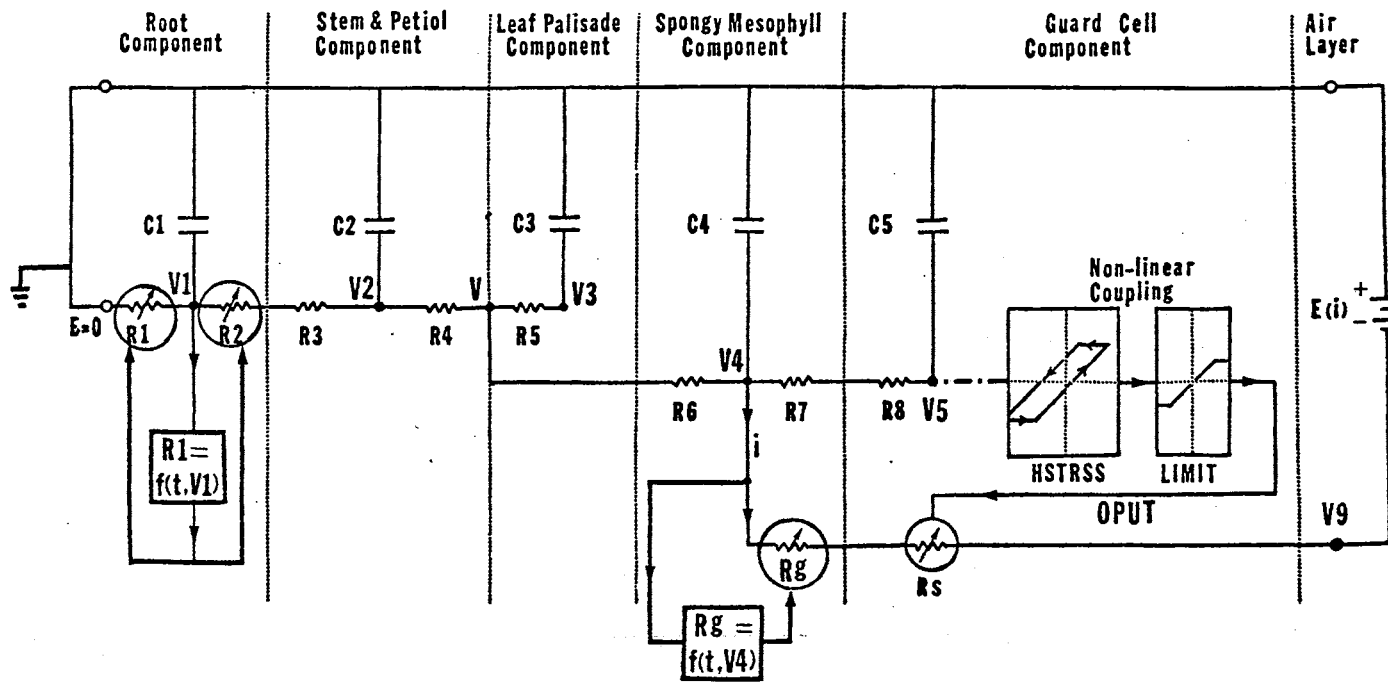 Root
Component
Stem & Petiol
Component
Leaf Palisade
Component
Spongy Mesophyll
Component
Guard Cell
Component
Air
Layer
C1
C2
C3
C4
C5
V1
V2
V
V3
E=0
R1
R2
R3
R4
R5
Non-linear
Coupling
E(i)
+
−
V4
R6
R7
R8
V5
HSTRSS
LIMIT
R1=
f(t,V1)
i
OPUT
V9
Rg
Rs
Rg =
f(t,V4)